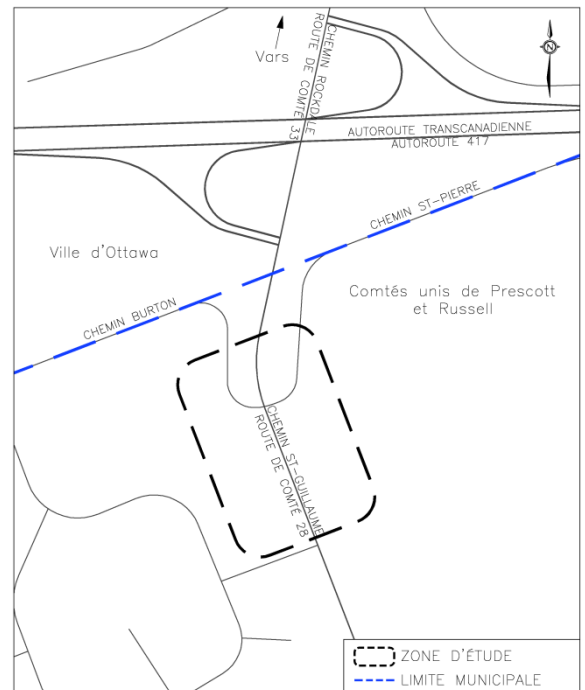 Vars
CHEMIN ROCKDALE
ROUTE DE COMTÉ 33
N
AUTOROUTE TRANSCANADIENNE
AUTOROUTE 417
CHEMIN ST-PIERRE
Ville d'Ottawa
Comtés unis de Prescott
et Russell
CHEMIN BURTON
CHEMIN ST-GUILLAUME
ROUTE DE COMTÉ 28
ZONE D'ÉTUDE
LIMITE MUNICIPALE